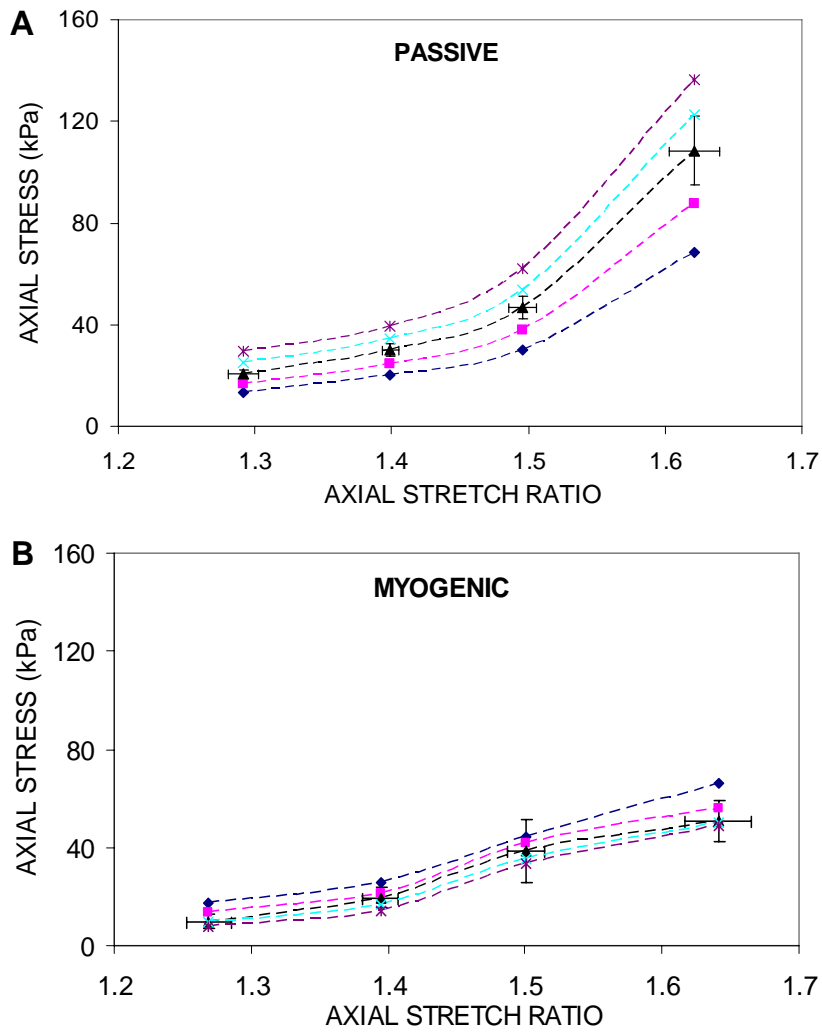 A
PASSIVE
AXIAL STRESS (kPa)
160
120
80
40
0
1.2 1.3 1.4 1.5 1.6 1.7
AXIAL STRETCH RATIO
B
MYOGENIC
AXIAL STRESS (kPa)
160
120
80
40
0
1.2 1.3 1.4 1.5 1.6 1.7
AXIAL STRETCH RATIO